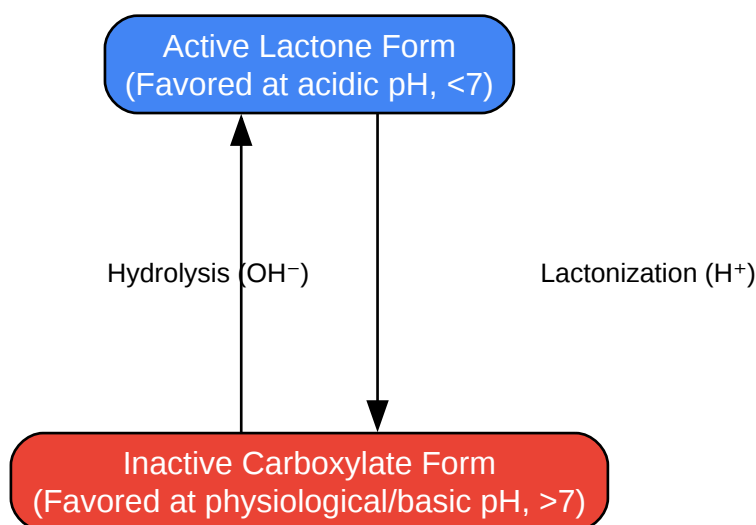 Active Lactone Form
(Favored at acidic pH, <7)
Hydrolysis (OH⁻)
Lactonization (H⁺)
Inactive Carboxylate Form
(Favored at physiological/basic pH, >7)